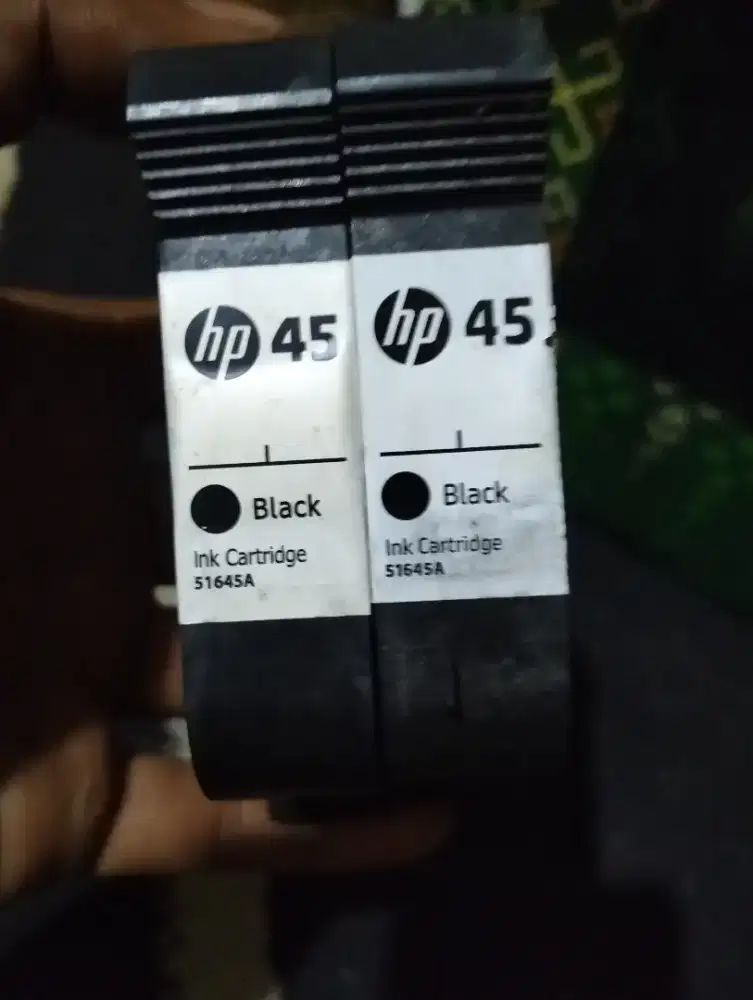 hp 45
Black
Ink Cartridge
51645A
hp 45
Black
Ink Cartridge
51645A